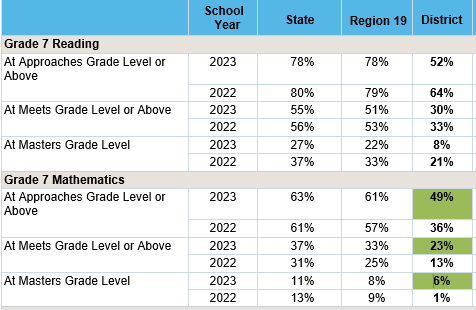 School Year State Region 19 District
Grade 7 Reading
At Approaches Grade Level or Above 2023 78% 78% 52%
2022 80% 79% 64%
At Meets Grade Level or Above 2023 55% 51% 30%
2022 56% 53% 33%
At Masters Grade Level 2023 27% 22% 8%
2022 37% 33% 21%
Grade 7 Mathematics
At Approaches Grade Level or Above 2023 63% 61% 49%
2022 61% 57% 36%
At Meets Grade Level or Above 2023 37% 33% 23%
2022 31% 25% 13%
At Masters Grade Level 2023 11% 8% 6%
2022 13% 9% 1%